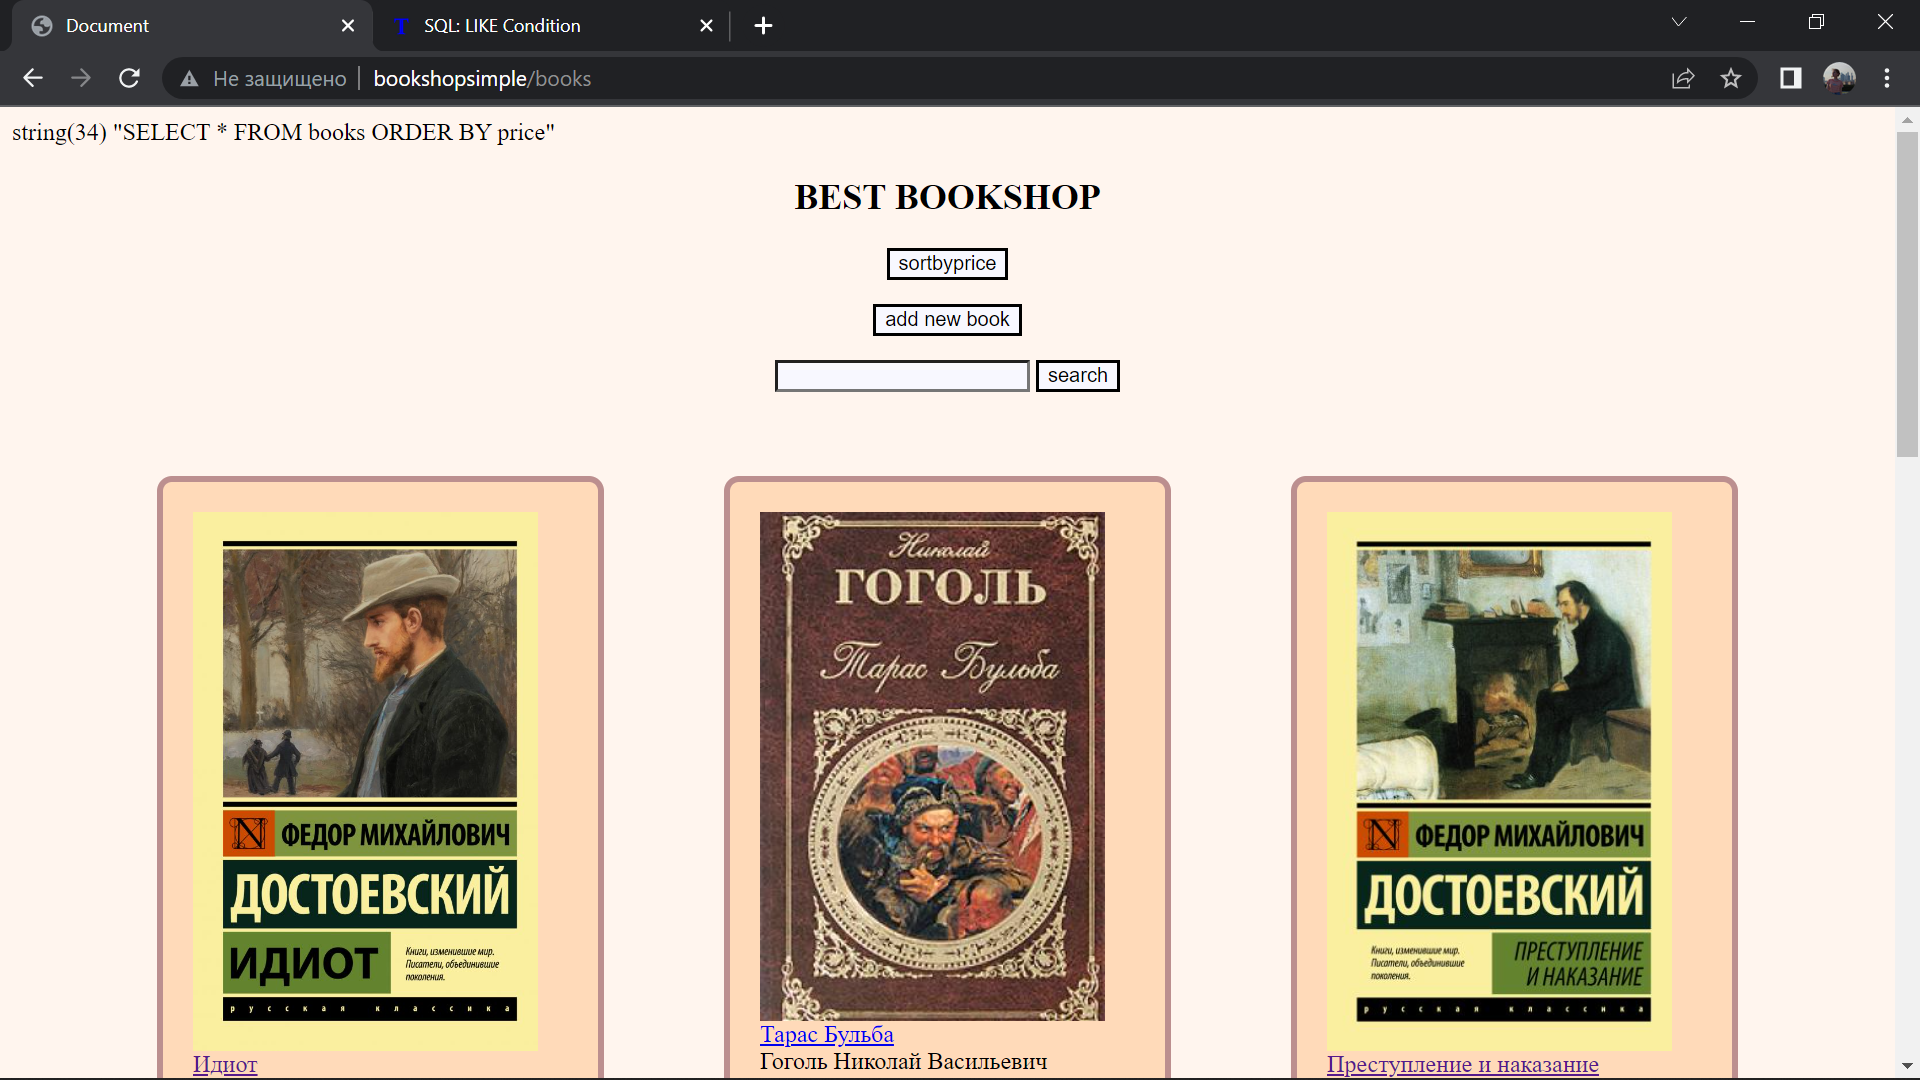 Document
SQL: LIKE Condition
Не защищено
bookshopsimple/books
string(34) "SELECT * FROM books ORDER BY price"
BEST BOOKSHOP
sortbyprice
add new book
search
ФЕДОР МИХАЙЛОВИЧ
ДОСТОЕВСКИЙ
ИДИОТ
Книги, изменившие мир.
Писатели, объединившие
поколения.
русская классика
Идиот
Николай
ГОГОЛЬ
Тарас Бульба
Тарас Бульба
Гоголь Николай Васильевич
ФЕДОР МИХАЙЛОВИЧ
ДОСТОЕВСКИЙ
Книги, изменившие мир.
Писатели, объединившие
поколения.
ПРЕСТУПЛЕНИЕ
И НАКАЗАНИЕ
русская классика
Преступление и наказание